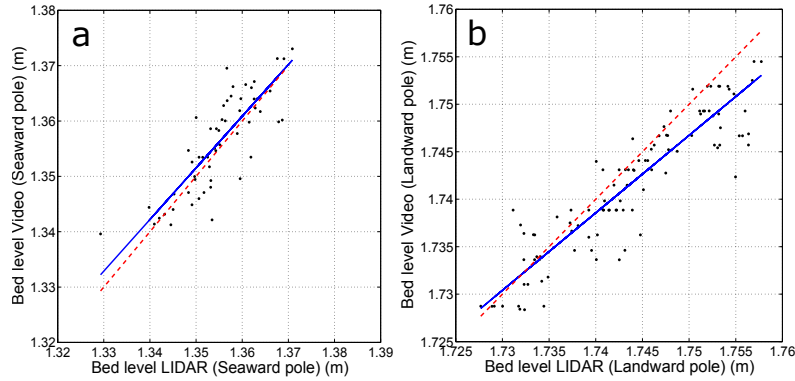 a
1.38
1.37
1.36
1.35
1.34
1.33
1.32
Bed level Video (Seaward pole) (m)
1.32 1.33 1.34 1.35 1.36 1.37 1.38 1.39
Bed level LIDAR (Seaward pole) (m)
b
1.76
1.755
1.75
1.745
1.74
1.735
1.73
1.725
Bed level Video (Landward pole) (m)
1.725 1.73 1.735 1.74 1.745 1.75 1.755 1.76
Bed level LIDAR (Landward pole) (m)